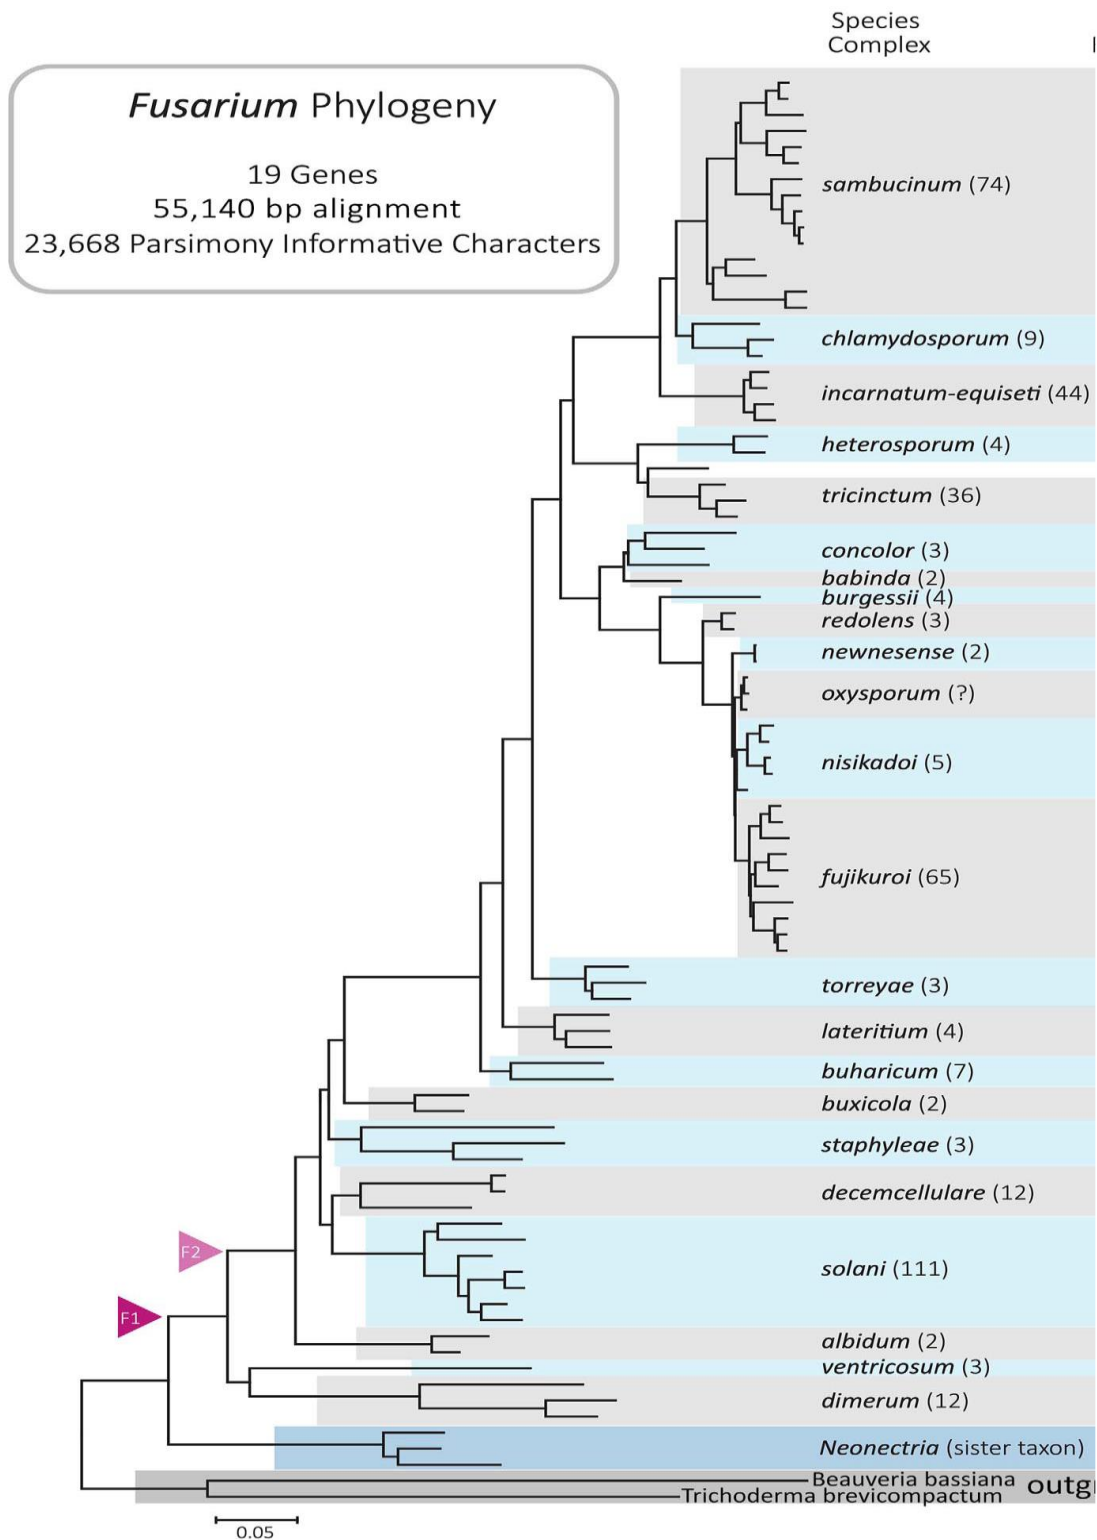 Species
Complex
Fusarium Phylogeny
19 Genes
55,140 bp alignment
23,668 Parsimony Informative Characters
sambucinum (74)
chlamydosporum (9)
incarnatum-equiseti (44)
heterosporum (4)
tricinctum (36)
concolor (3)
babinda (2)
burgessii (4)
redolens (3)
newnesense (2)
oxysporum (?)
nisikadoi (5)
fujikuroi (65)
torreyae (3)
lateritium (4)
buharicum (7)
buxicola (2)
staphyleae (3)
decemcellulare (12)
F2
solani (111)
F1
albidum (2)
ventricosum (3)
dimerum (12)
Neonectria (sister taxon)
Beauveria bassiana
Trichoderma brevicompactum
0.05